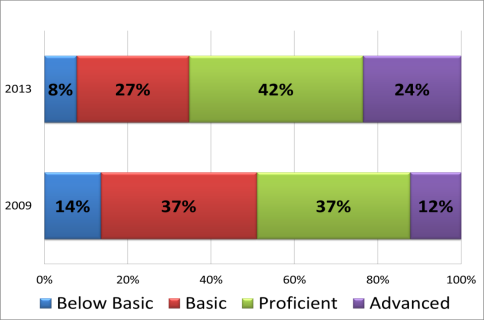 2013 8% 27% 42% 24%
2009 14% 37% 37% 12%
0% 20% 40% 60% 80% 100%
Below Basic Basic Proficient Advanced